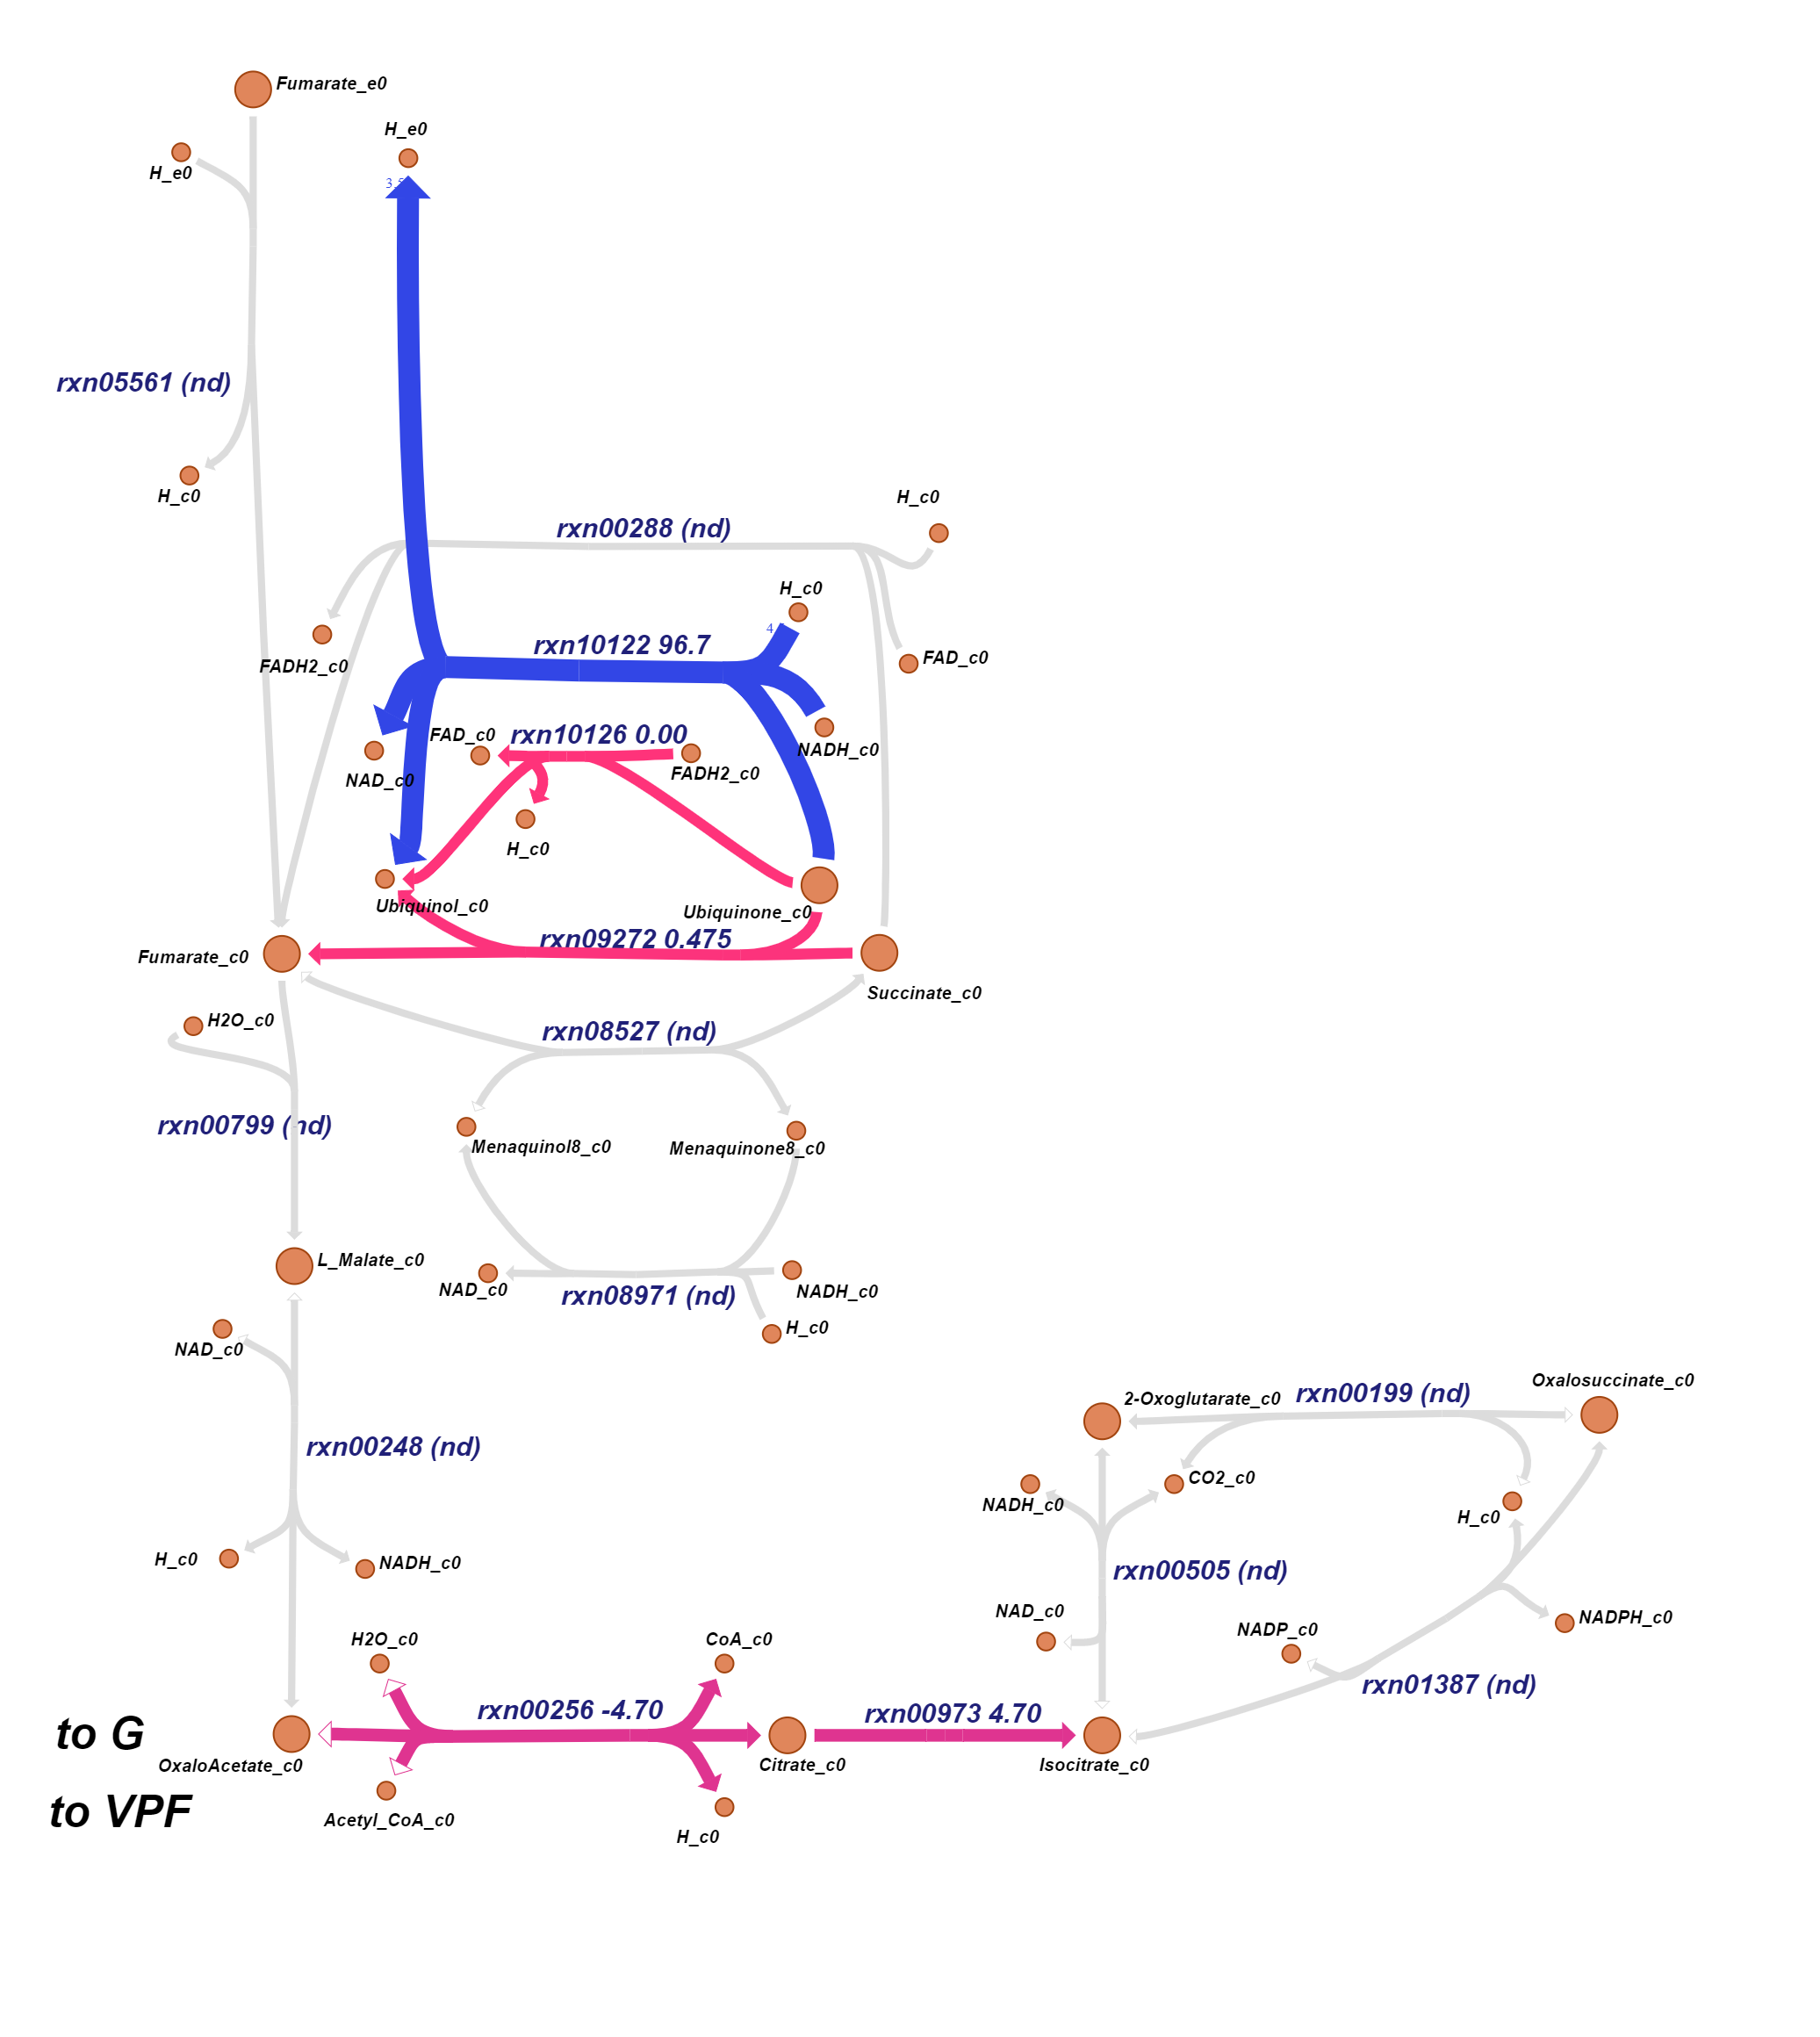 Fumarate_e0
H_e0
H_e0
3.5
rxn05561 (nd)
H_c0
H_c0
rxn00288 (nd)
H_c0
4
rxn10122 96.7
FAD_c0
FADH2_c0
FAD_c0
rxn10126 0.00
NADH_c0
NAD_c0
FADH2_c0
H_c0
Ubiquinol_c0
Ubiquinone_c0
rxn09272 0.475
Fumarate_c0
Succinate_c0
H2O_c0
rxn08527 (nd)
rxn00799 (nd)
Menaquinol8_c0
Menaquinone8_c0
L_Malate_c0
NAD_c0
rxn08971 (nd)
NADH_c0
H_c0
NAD_c0
2-Oxoglutarate_c0
rxn00199 (nd)
Oxalosuccinate_c0
rxn00248 (nd)
NADH_c0
CO2_c0
H_c0
H_c0
NADH_c0
rxn00505 (nd)
NAD_c0
NADP_c0
NADPH_c0
H2O_c0
CoA_c0
rxn01387 (nd)
rxn00256 -4.70
rxn00973 4.70
to G
OxaloAcetate_c0
Citrate_c0
Isocitrate_c0
to VPF
Acetyl_CoA_c0
H_c0